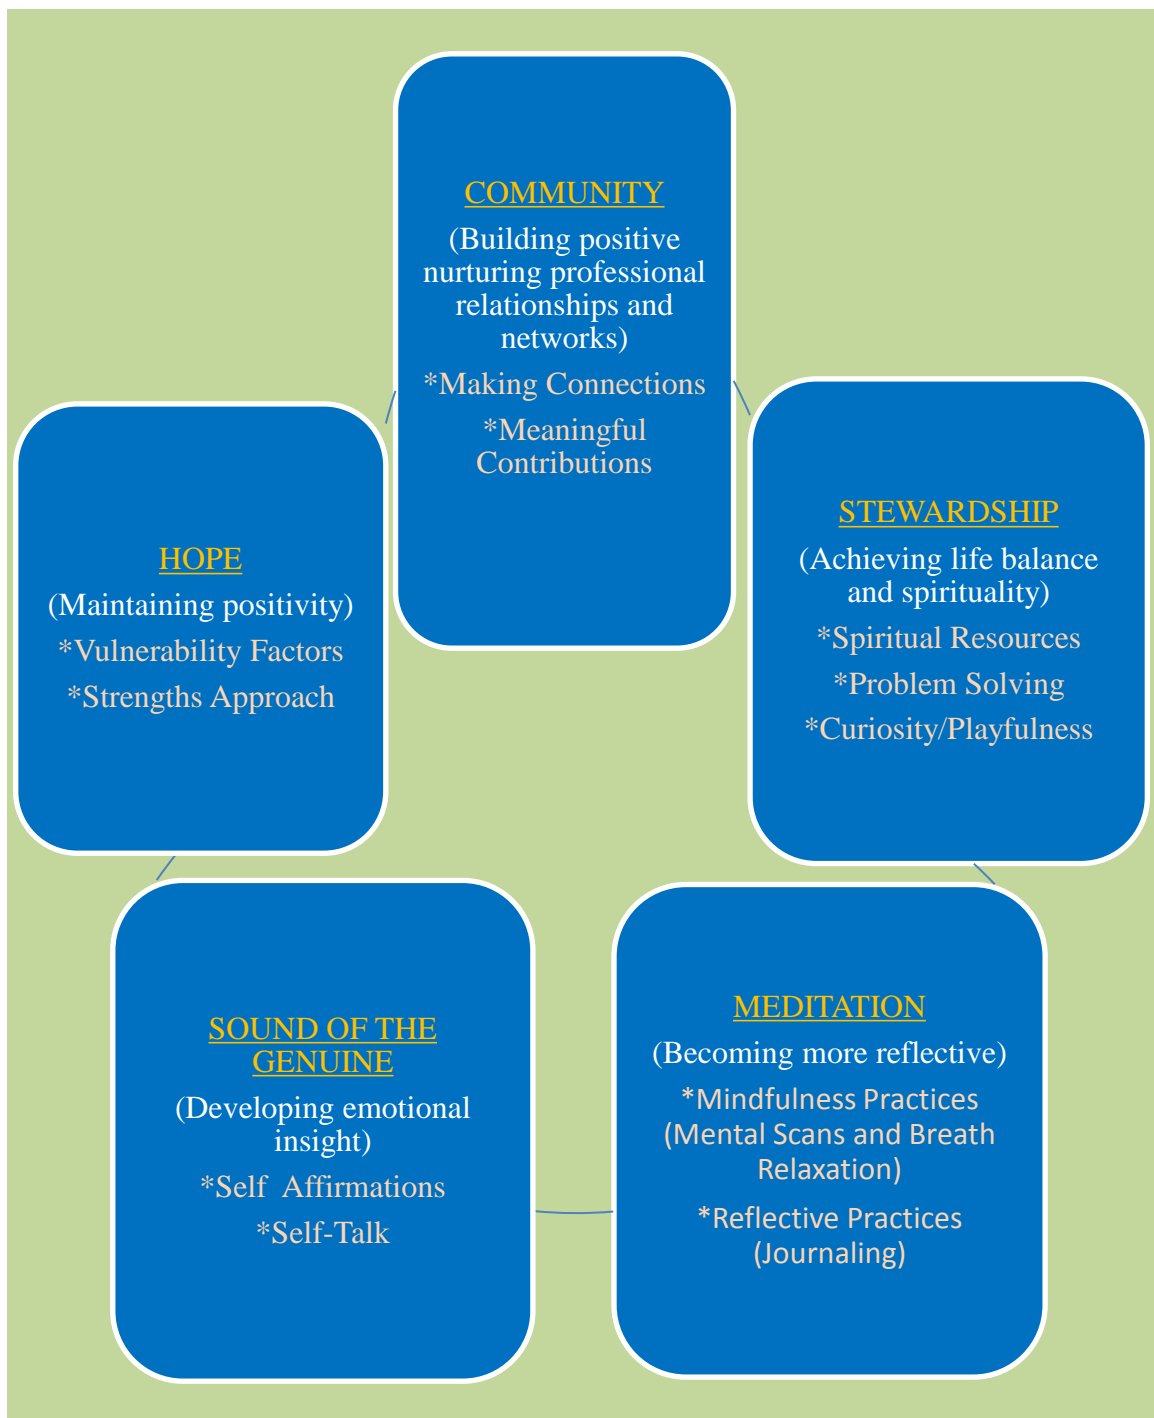 COMMUNITY
(Building positive
nurturing professional
relationships and
networks)
*Making Connections
*Meaningful
Contributions
STEWARDSHIP
(Achieving life balance
and spirituality)
*Spiritual Resources
*Problem Solving
*Curiosity/Playfulness
MEDITATION
(Becoming more reflective)
*Mindfulness Practices
(Mental Scans and Breath
Relaxation)
*Reflective Practices
(Journaling)
SOUND OF THE
GENUINE
(Developing emotional
insight)
*Self  Affirmations
*Self-Talk
HOPE
(Maintaining positivity)
*Vulnerability Factors
*Strengths Approach